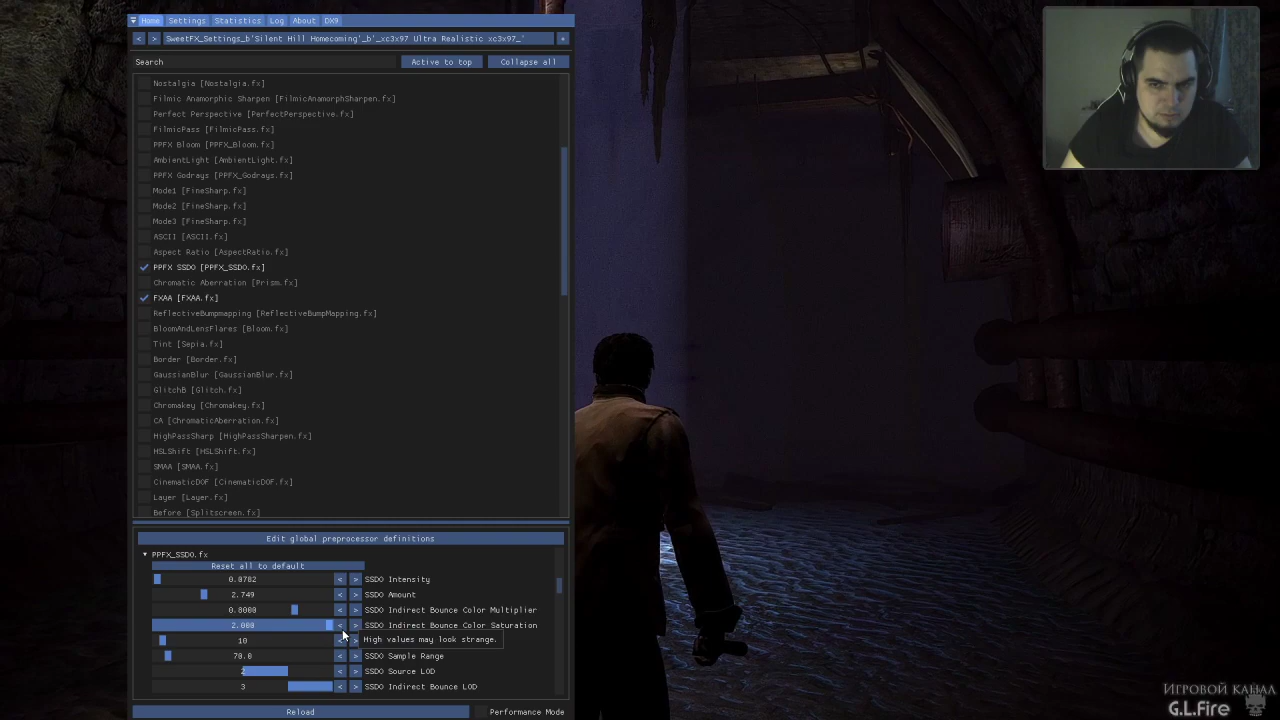 Home Settings Statistics Log About DX9
< > SweetFX_Settings_b'Silent Hill Homecoming'_b'_xc3x97 Ultra Realistic xc3x97_' +
Search Active to top Collapse all
Nostalgia [Nostalgia.fx]
Filmic Anamorphic Sharpen [FilmicAnamorphSharpen.fx]
Perfect Perspective [PerfectPerspective.fx]
FilmicPass [FilmicPass.fx]
PPFX Bloom [PPFX_Bloom.fx]
AmbientLight [AmbientLight.fx]
PPFX Godrays [PPFX_Godrays.fx]
Mode1 [FineSharp.fx]
Mode2 [FineSharp.fx]
Mode3 [FineSharp.fx]
ASCII [ASCII.fx]
Aspect Ratio [AspectRatio.fx]
PPFX SSDO [PPFX_SSDO.fx]
Chromatic Aberration [Prism.fx]
FXAA [FXAA.fx]
ReflectiveBumpmapping [ReflectiveBumpMapping.fx]
BloomAndLensFlares [Bloom.fx]
Tint [Sepia.fx]
Border [Border.fx]
GaussianBlur [GaussianBlur.fx]
GlitchB [Glitch.fx]
Chromakey [Chromakey.fx]
CA [ChromaticAberration.fx]
HighPassSharp [HighPassSharpen.fx]
HSLShift [HSLShift.fx]
SMAA [SMAA.fx]
CinematicDOF [CinematicDOF.fx]
Layer [Layer.fx]
Before [Splitscreen.fx]
Edit global preprocessor definitions
PPFX_SSDO.fx
Reset all to default
0.0782 < > SSDO Intensity
2.749 < > SSDO Amount
0.8000 < > SSDO Indirect Bounce Color Multiplier
2.000 < > SSDO Indirect Bounce Color Saturation
10 High values may look strange.
70.0 < > SSDO Sample Range
2 < > SSDO Source LOD
3 < > SSDO Indirect Bounce LOD
Reload Performance Mode
Игровой канал
G.L.Fire